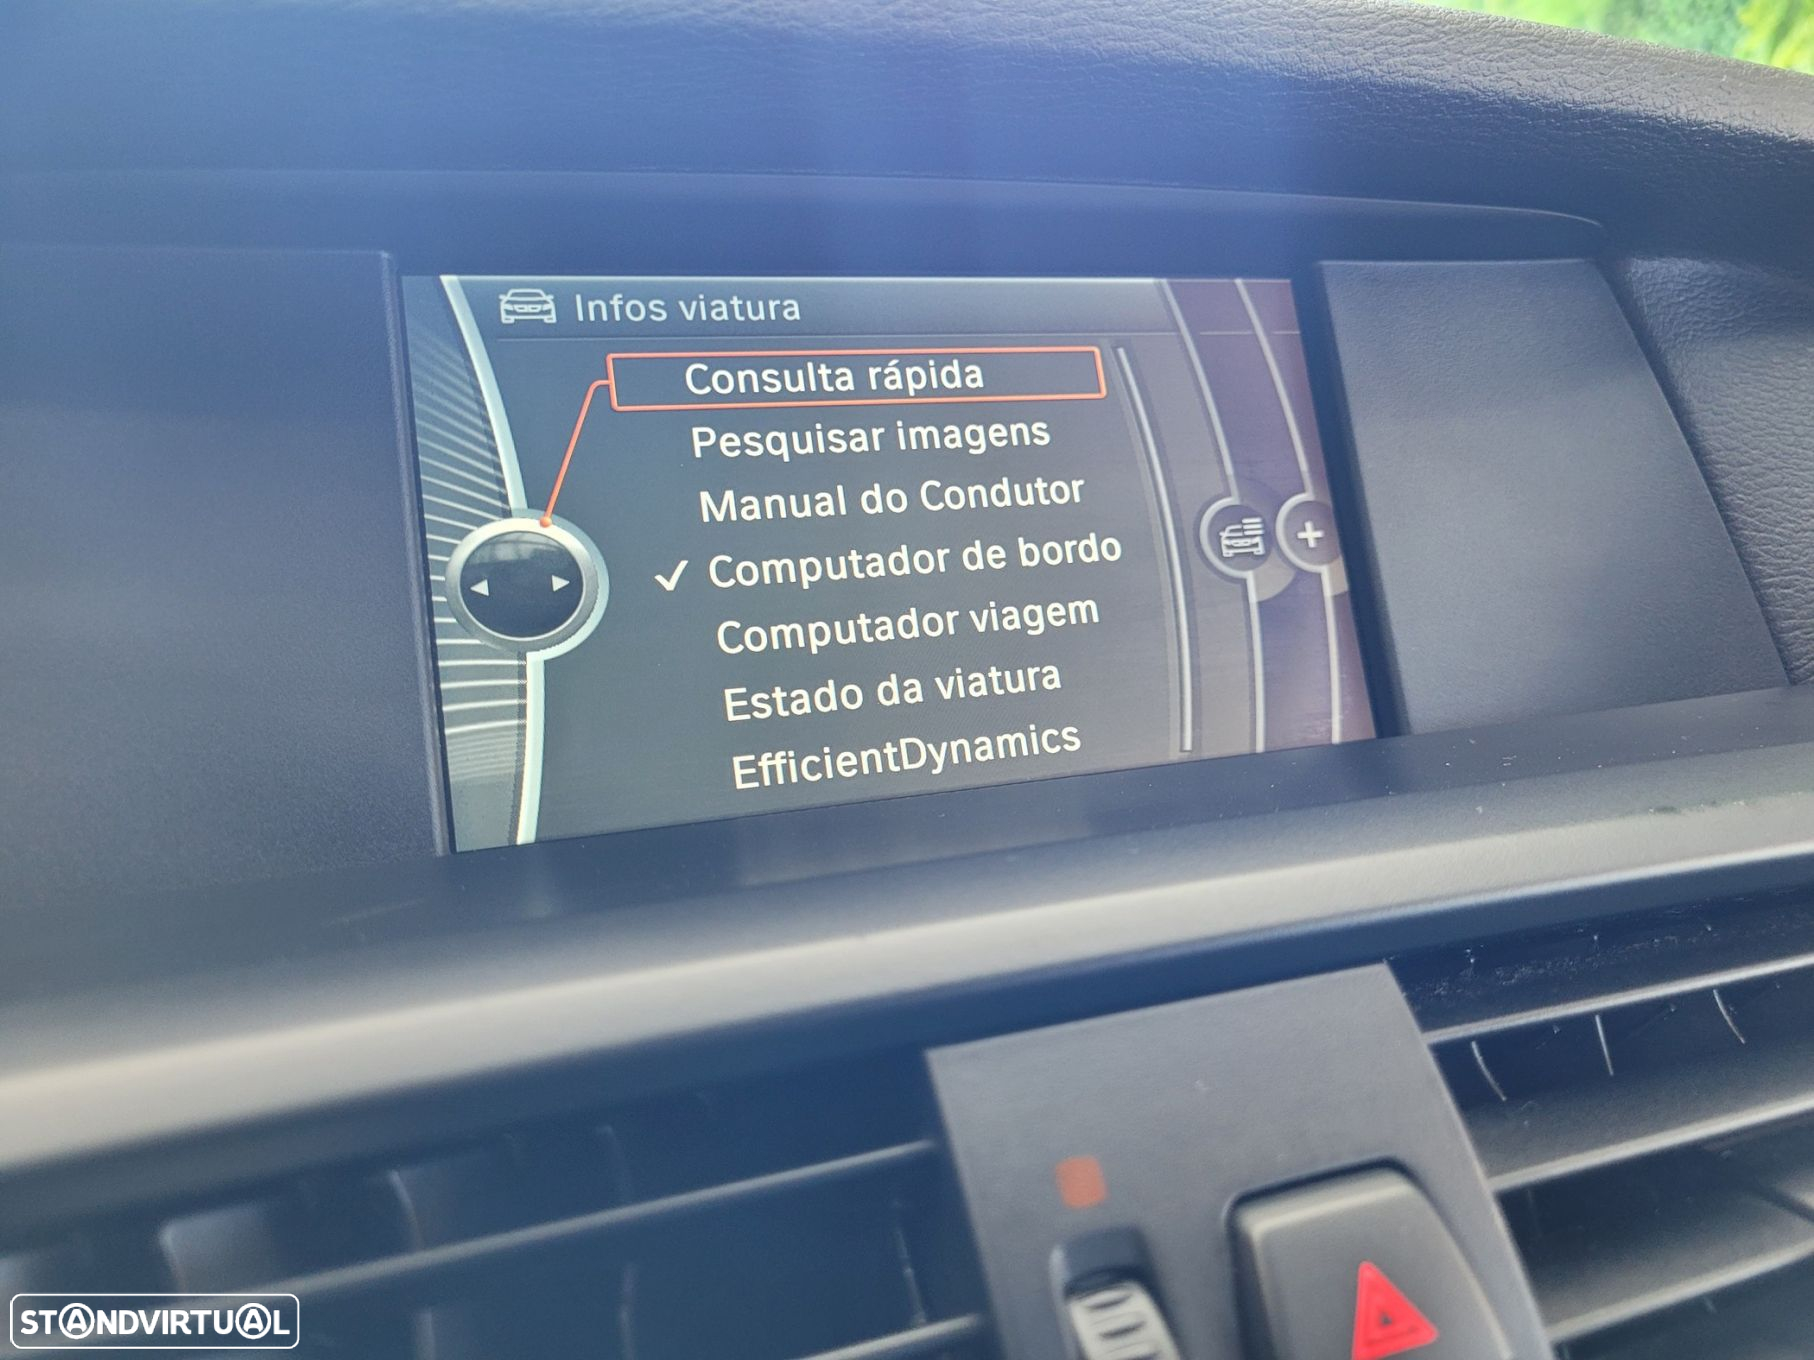 Infos viatura
Consulta rápida
Pesquisar imagens
Manual do Condutor
✓ Computador de bordo
Computador viagem
Estado da viatura
EfficientDynamics
STANDVIRTUAL